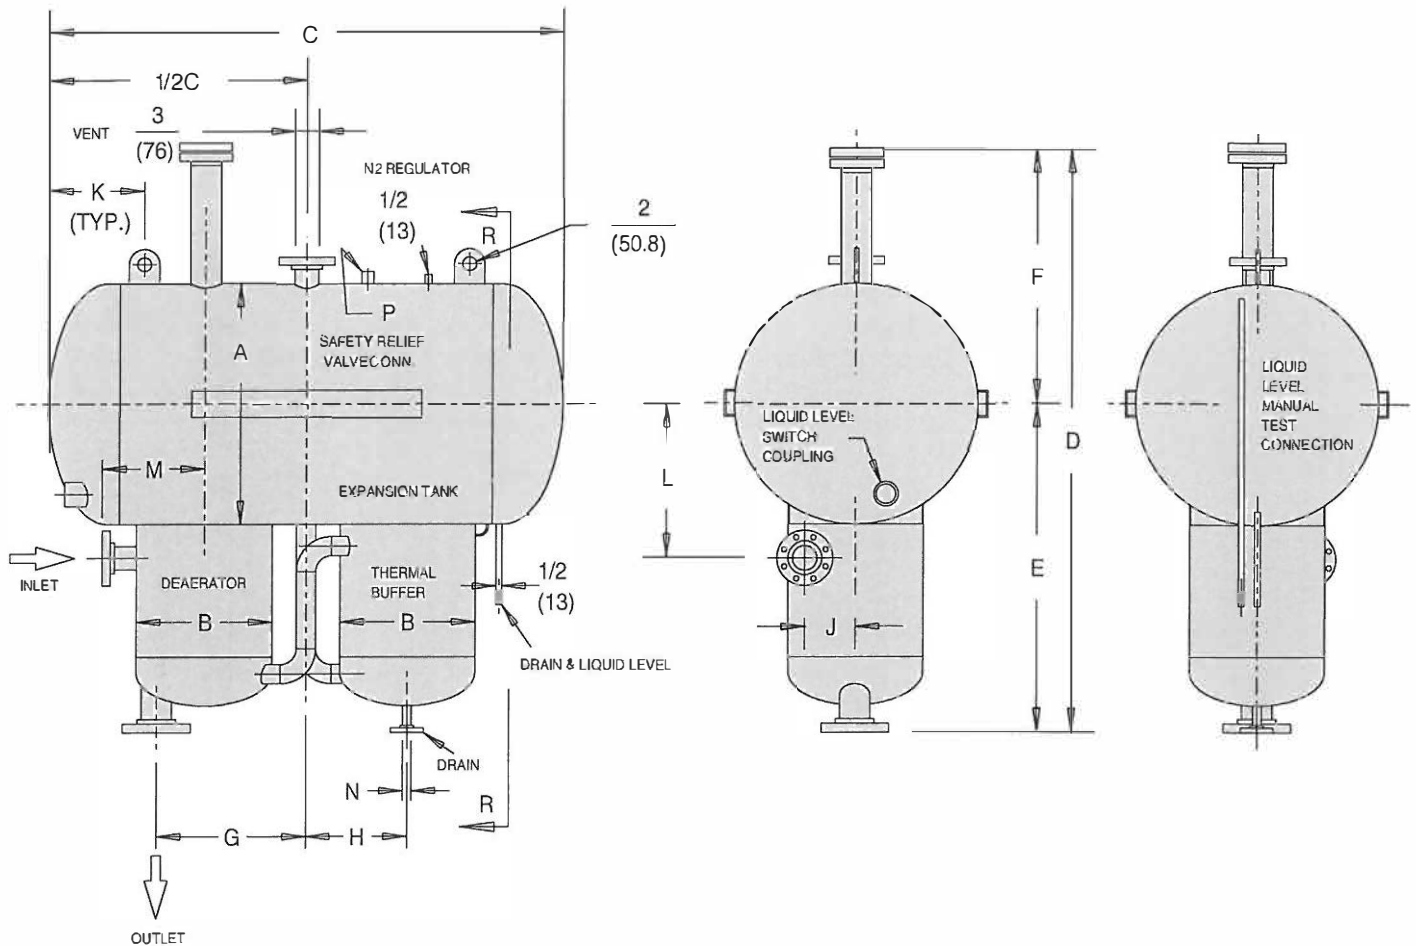 C
1/2C
VENT
3
(76)
N2 REGULATOR
1/2
(13)
K
(TYP.)
R
2
(50.8)
P
A
SAFETY RELIEF
VALVECONN.
M
EXPANSION TANK
INLET
DEAERATOR
THERMAL
BUFFER
1/2
(13)
B
B
DRAIN & LIQUID LEVEL
DRAIN
N
R
G
H
OUTLET
F
LIQUID LEVEL
SWITCH
COUPLING
L
D
E
J
LIQUID
LEVEL
MANUAL
TEST
CONNECTION